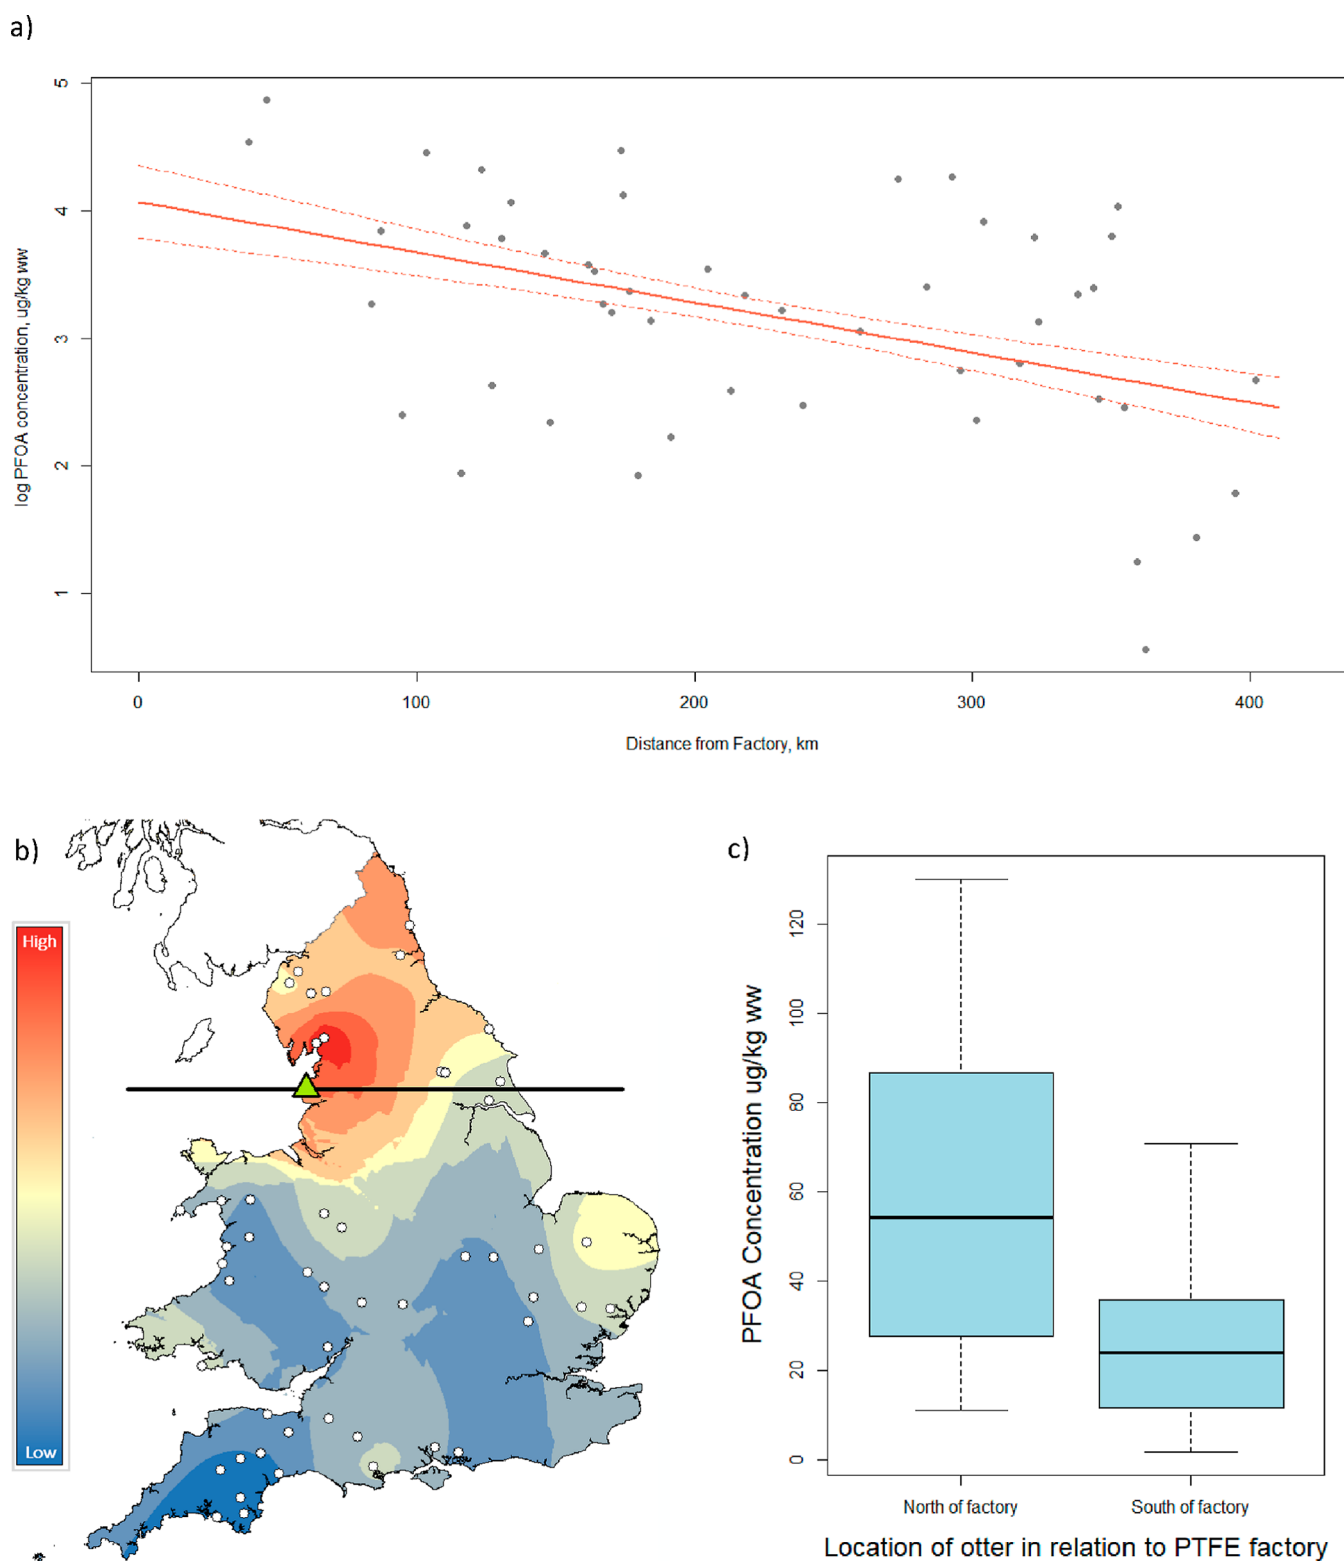 a)
5
4
3
2
1
log PFOA concentration, ug/kg ww
0 100 200 300 400
Distance from Factory, km
b)
High
Low
c)
120
100
80
60
40
20
0
PFOA Concentration ug/kg ww
North of factory South of factory
Location of otter in relation to PTFE factory